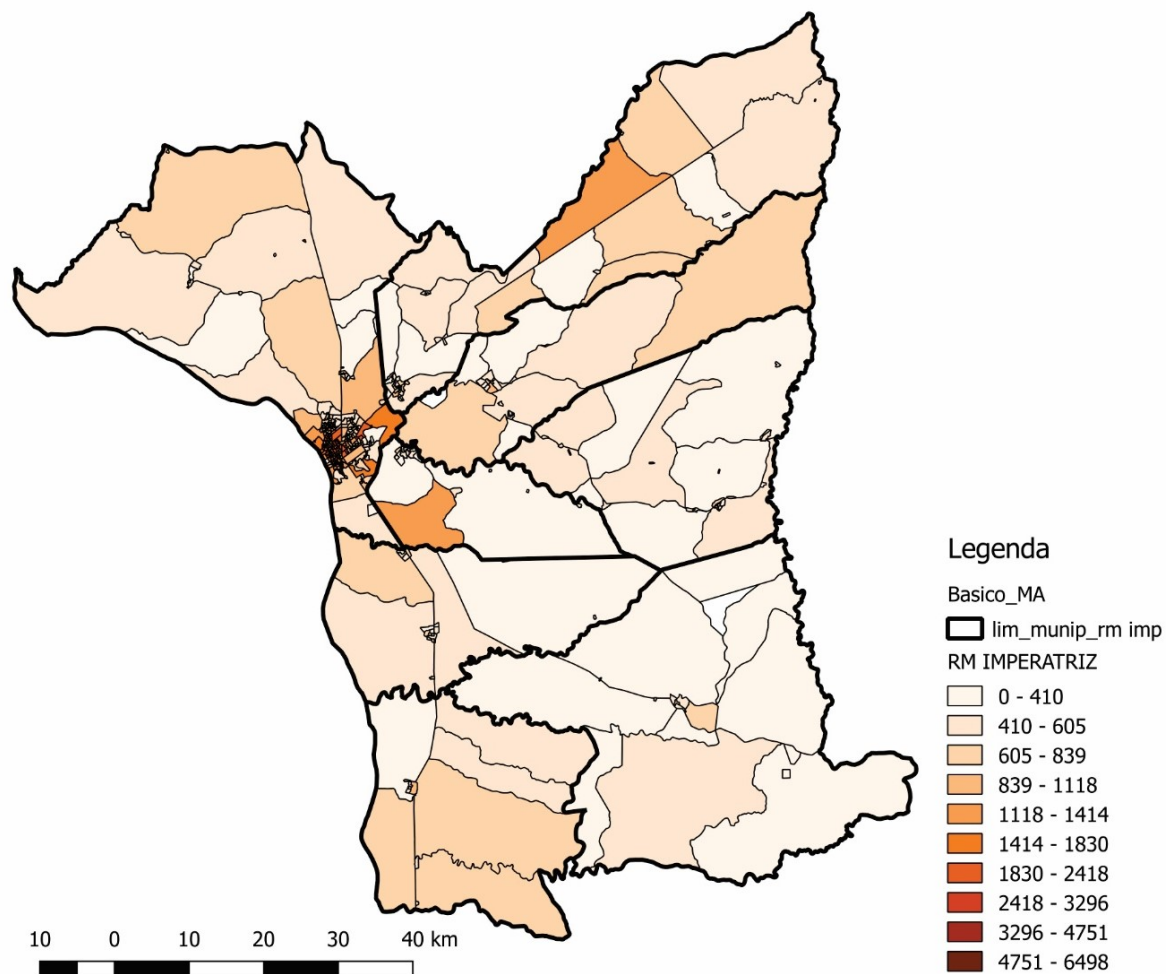 Legenda
Basico_MA
lim_munip_rm imp
RM IMPERATRIZ
0 - 410
410 - 605
605 - 839
839 - 1118
1118 - 1414
1414 - 1830
1830 - 2418
2418 - 3296
3296 - 4751
4751 - 6498
10 0 10 20 30 40 km